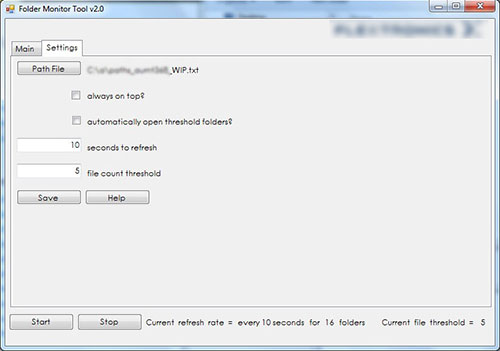 Folder Monitor Tool v2.0
Main Settings
Path File _WIP.txt
always on top?
automatically open threshold folders?
10 seconds to refresh
5 file count threshold
Save Help
Start Stop Current refresh rate = every 10 seconds for 16 folders Current file threshold = 5